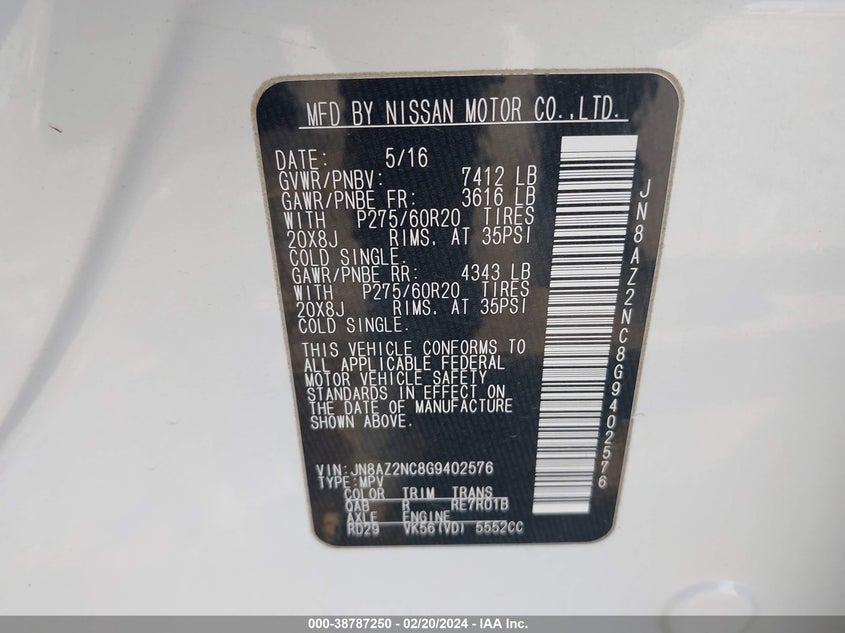 MFD BY NISSAN MOTOR CO.,LTD.
DATE: 5/16
GVWR/PNBV: 7412 LB
GAWR/PNBE FR: 3616 LB
WITH P275/60R20 TIRES
20X8J RIMS. AT 35PSI
COLD SINGLE.
GAWR/PNBE RR: 4343 LB
WITH P275/60R20 TIRES
20X8J RIMS. AT 35PSI
COLD SINGLE.
THIS VEHICLE CONFORMS TO
ALL APPLICABLE FEDERAL
MOTOR VEHICLE SAFETY
STANDARDS IN EFFECT ON
THE DATE OF MANUFACTURE
SHOWN ABOVE.
VIN:JN8AZ2NC8G9402576
TYPE:MPV
COLOR TRIM TRANS
QAB R RE7R01B
AXLE ENGINE
RD29 VK56(VD) 5552CC
JN8AZ2NC8G9402576
000-38787250 - 02/20/2024 - IAA Inc.